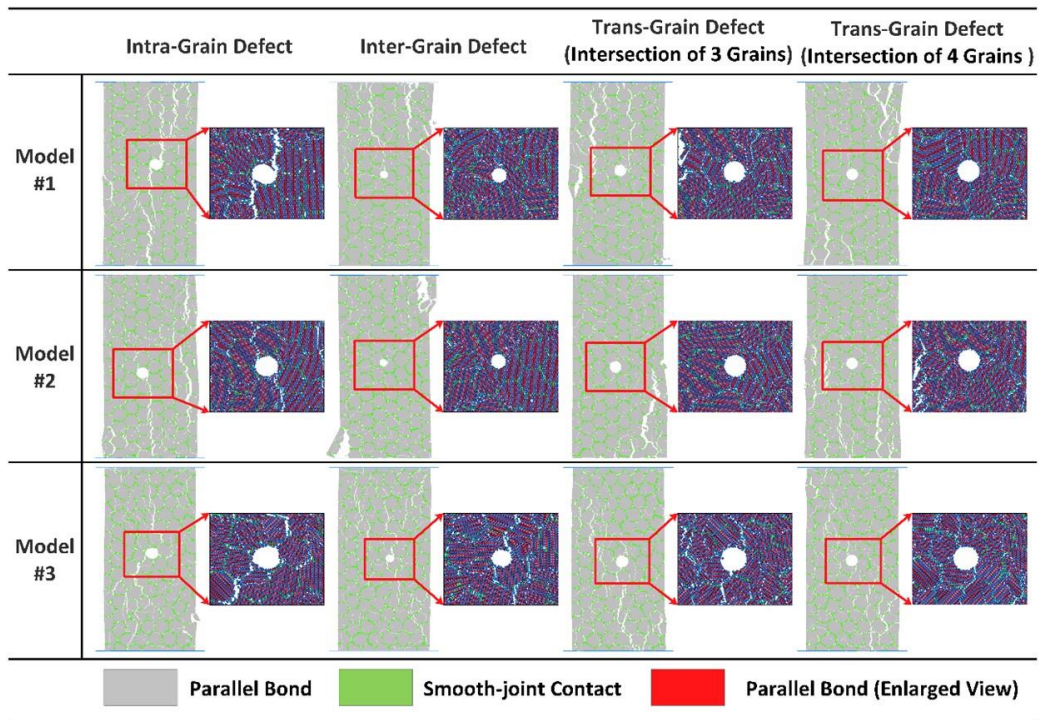 Intra-Grain Defect
Inter-Grain Defect
Trans-Grain Defect
(Intersection of 3 Grains)
Trans-Grain Defect
(Intersection of 4 Grains )
Model
#1
Model
#2
Model
#3
Parallel Bond
Smooth-joint Contact
Parallel Bond (Enlarged View)